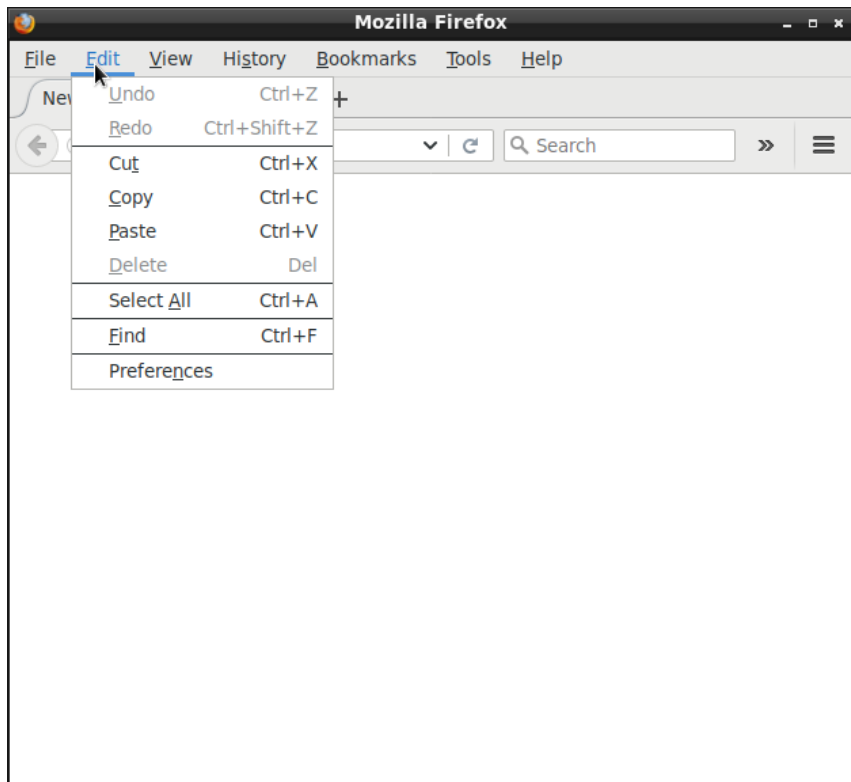 Mozilla Firefox
File Edit View History Bookmarks Tools Help
New
Undo Ctrl+Z
Redo Ctrl+Shift+Z
Search
Cut Ctrl+X
Copy Ctrl+C
Paste Ctrl+V
Delete Del
Select All Ctrl+A
Find Ctrl+F
Preferences